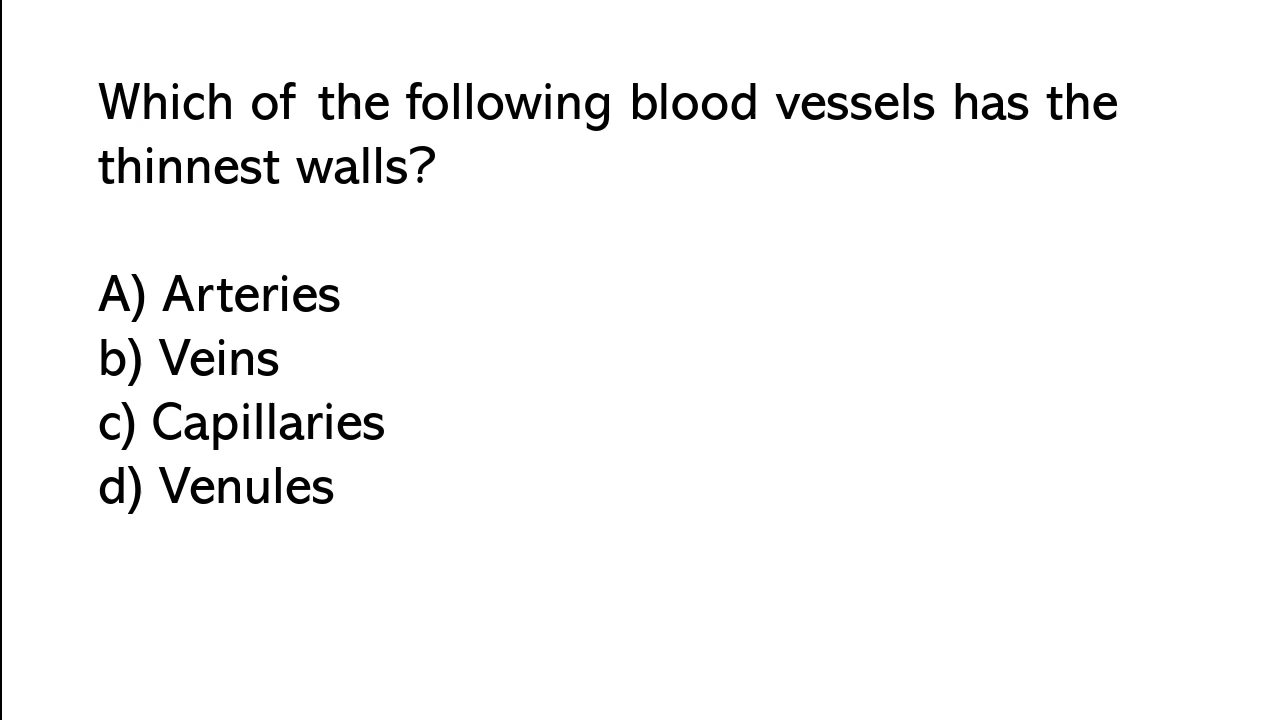 Which of the following blood vessels has the
thinnest walls?
A) Arteries
b) Veins
c) Capillaries
d) Venules